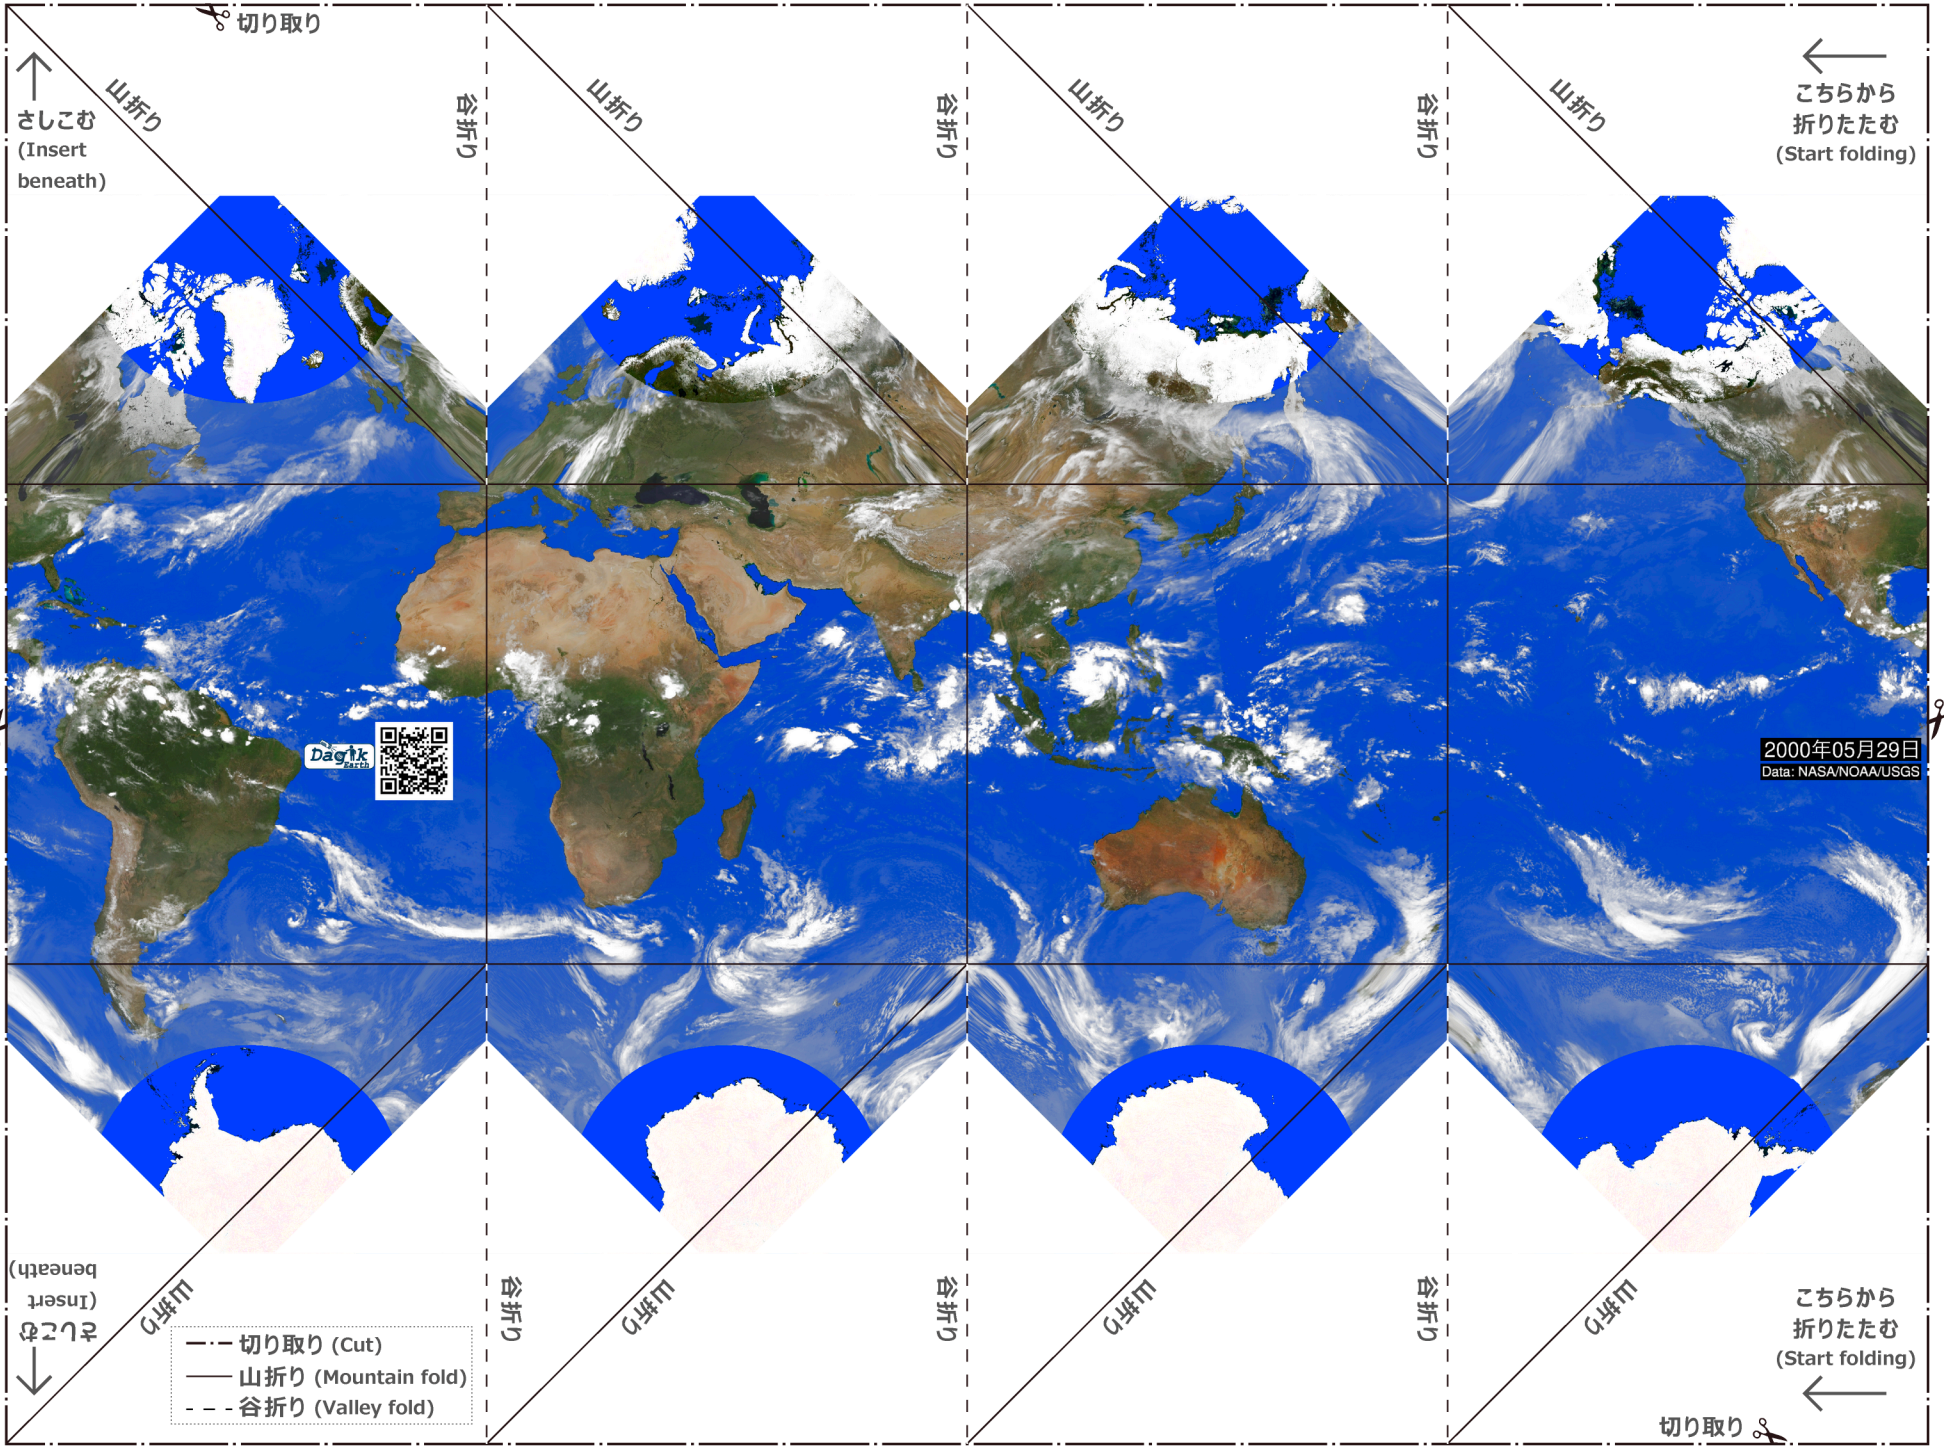 切り取り
山折り
谷折り
山折り
谷折り
山折り
谷折り
山折り
こちらから
折りたたむ
(Start folding)
さしこむ
(Insert
beneath)
Dagik
Earth
2000年05月29日
Data: NASA/NOAA/USGS
さしこむ
(Insert
beneath)
山折り
谷折り
山折り
谷折り
山折り
谷折り
山折り
こちらから
折りたたむ
(Start folding)
切り取り (Cut)
山折り (Mountain fold)
谷折り (Valley fold)
切り取り